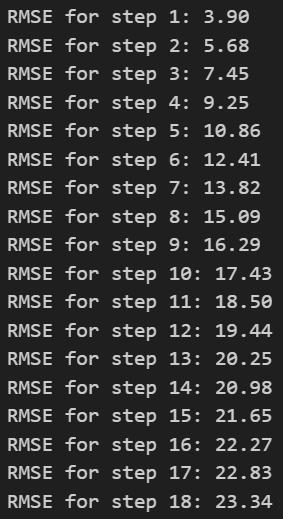 RMSE for step 1: 3.90
RMSE for step 2: 5.68
RMSE for step 3: 7.45
RMSE for step 4: 9.25
RMSE for step 5: 10.86
RMSE for step 6: 12.41
RMSE for step 7: 13.82
RMSE for step 8: 15.09
RMSE for step 9: 16.29
RMSE for step 10: 17.43
RMSE for step 11: 18.50
RMSE for step 12: 19.44
RMSE for step 13: 20.25
RMSE for step 14: 20.98
RMSE for step 15: 21.65
RMSE for step 16: 22.27
RMSE for step 17: 22.83
RMSE for step 18: 23.34